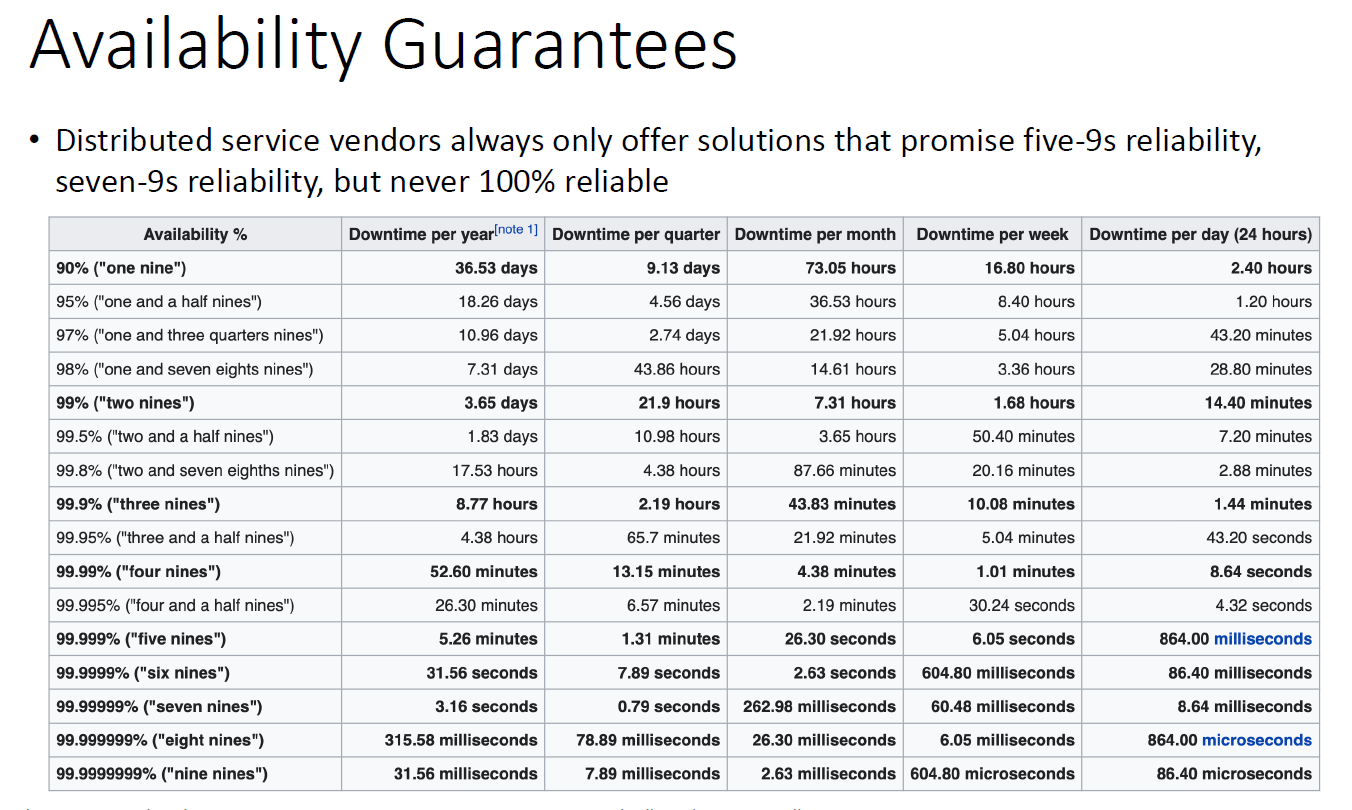 Availability Guarantees
• Distributed service vendors always only offer solutions that promise five-9s reliability,
seven-9s reliability, but never 100% reliable
Availability % Downtime per year[note 1] Downtime per quarter Downtime per month Downtime per week Downtime per day (24 hours)
90% ("one nine") 36.53 days 9.13 days 73.05 hours 16.80 hours 2.40 hours
95% ("one and a half nines") 18.26 days 4.56 days 36.53 hours 8.40 hours 1.20 hours
97% ("one and three quarters nines") 10.96 days 2.74 days 21.92 hours 5.04 hours 43.20 minutes
98% ("one and seven eights nines") 7.31 days 43.86 hours 14.61 hours 3.36 hours 28.80 minutes
99% ("two nines") 3.65 days 21.9 hours 7.31 hours 1.68 hours 14.40 minutes
99.5% ("two and a half nines") 1.83 days 10.98 hours 3.65 hours 50.40 minutes 7.20 minutes
99.8% ("two and seven eighths nines") 17.53 hours 4.38 hours 87.66 minutes 20.16 minutes 2.88 minutes
99.9% ("three nines") 8.77 hours 2.19 hours 43.83 minutes 10.08 minutes 1.44 minutes
99.95% ("three and a half nines") 4.38 hours 65.7 minutes 21.92 minutes 5.04 minutes 43.20 seconds
99.99% ("four nines") 52.60 minutes 13.15 minutes 4.38 minutes 1.01 minutes 8.64 seconds
99.995% ("four and a half nines") 26.30 minutes 6.57 minutes 2.19 minutes 30.24 seconds 4.32 seconds
99.999% ("five nines") 5.26 minutes 1.31 minutes 26.30 seconds 6.05 seconds 864.00 milliseconds
99.9999% ("six nines") 31.56 seconds 7.89 seconds 2.63 seconds 604.80 milliseconds 86.40 milliseconds
99.99999% ("seven nines") 3.16 seconds 0.79 seconds 262.98 milliseconds 60.48 milliseconds 8.64 milliseconds
99.999999% ("eight nines") 315.58 milliseconds 78.89 milliseconds 26.30 milliseconds 6.05 milliseconds 864.00 microseconds
99.9999999% ("nine nines") 31.56 milliseconds 7.89 milliseconds 2.63 milliseconds 604.80 microseconds 86.40 microseconds